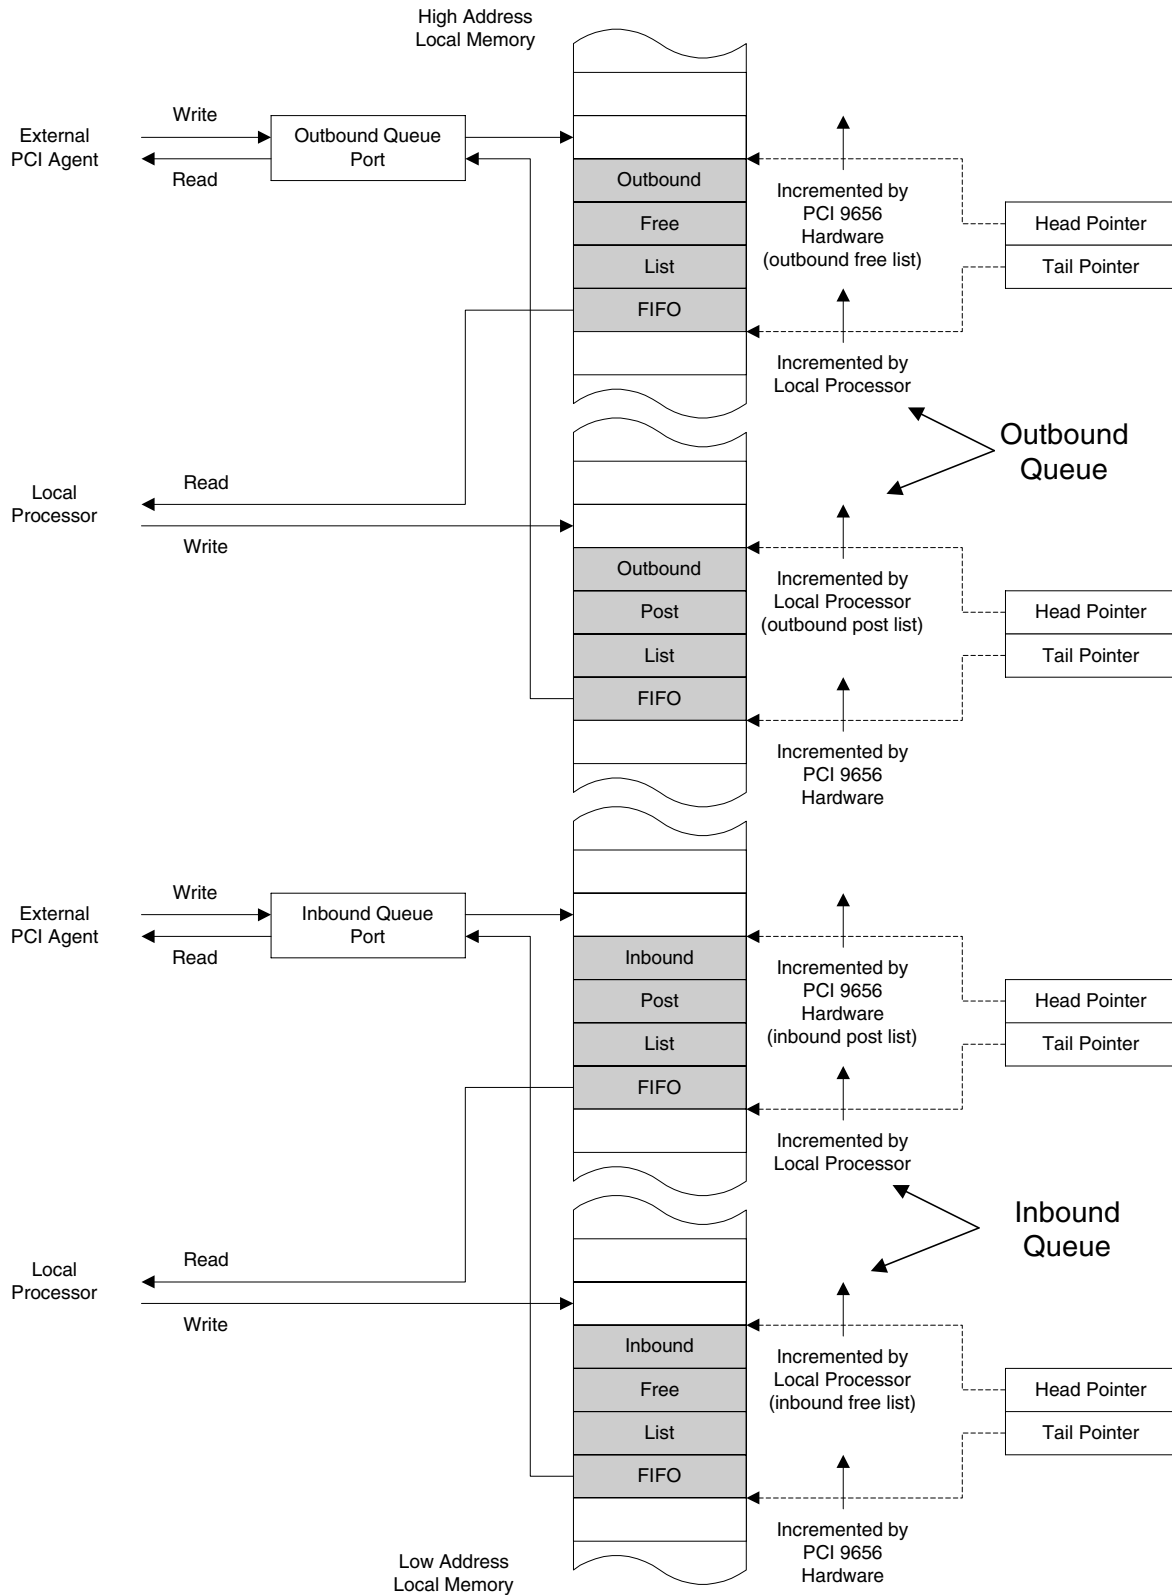 High Address
Local Memory
Write
External
PCI Agent
Outbound Queue
Port
Read
Outbound
Free
List
FIFO
Incremented by
PCI 9656
Hardware
(outbound free list)
Head Pointer
Tail Pointer
Incremented by
Local Processor
Outbound
Queue
Read
Local
Processor
Write
Outbound
Post
List
FIFO
Incremented by
Local Processor
(outbound post list)
Head Pointer
Tail Pointer
Incremented by
PCI 9656
Hardware
Write
External
PCI Agent
Inbound Queue
Port
Read
Inbound
Post
List
FIFO
Incremented by
PCI 9656
Hardware
(inbound post list)
Head Pointer
Tail Pointer
Incremented by
Local Processor
Inbound
Queue
Read
Local
Processor
Write
Inbound
Free
List
FIFO
Incremented by
Local Processor
(inbound free list)
Head Pointer
Tail Pointer
Incremented by
PCI 9656
Hardware
Low Address
Local Memory